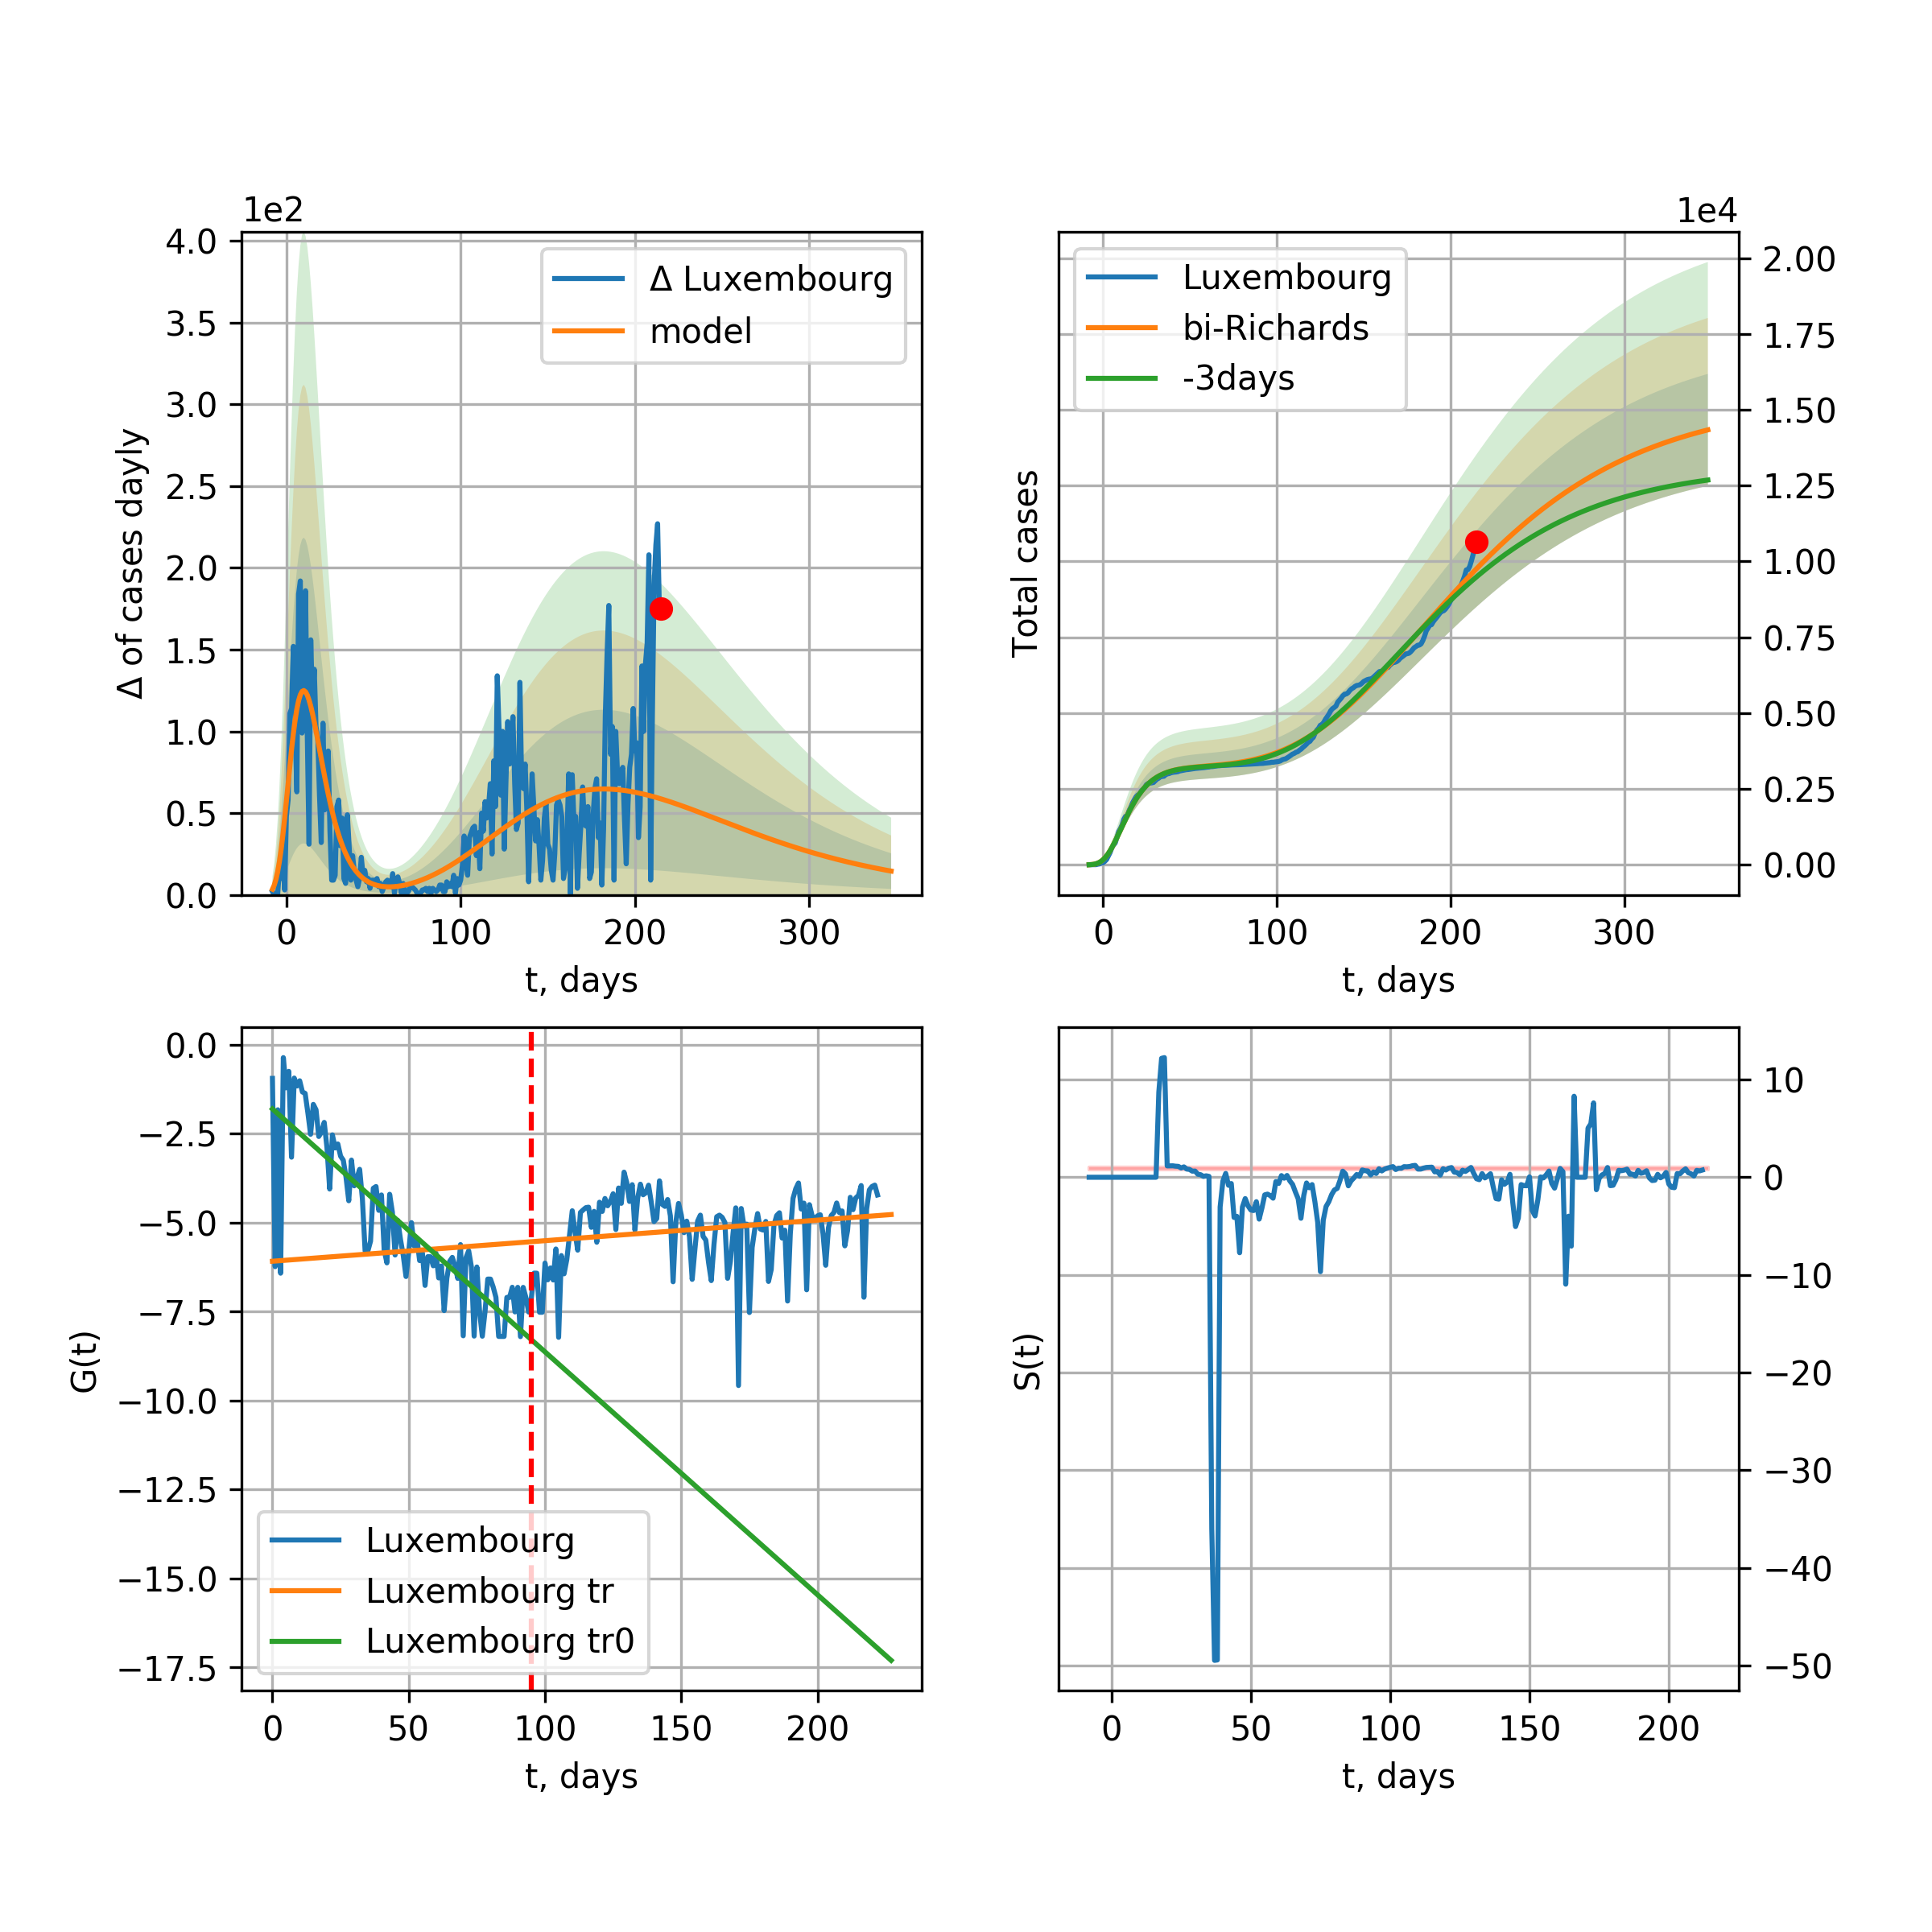 1e2
4.0
3.5
3.0
2.5
2.0
1.5
1.0
0.5
0.0
Δ of cases dayly
Δ Luxembourg
model
0 100 200 300
t, days
1e4
Luxembourg
bi-Richards
-3days
Total cases
2.00
1.75
1.50
1.25
1.00
0.75
0.50
0.25
0.00
0 100 200 300
t, days
0.0
−2.5
−5.0
−7.5
−10.0
−12.5
−15.0
−17.5
G(t)
Luxembourg
Luxembourg tr
Luxembourg tr0
0 50 100 150 200
t, days
S(t)
10
0
−10
−20
−30
−40
−50
0 50 100 150 200
t, days